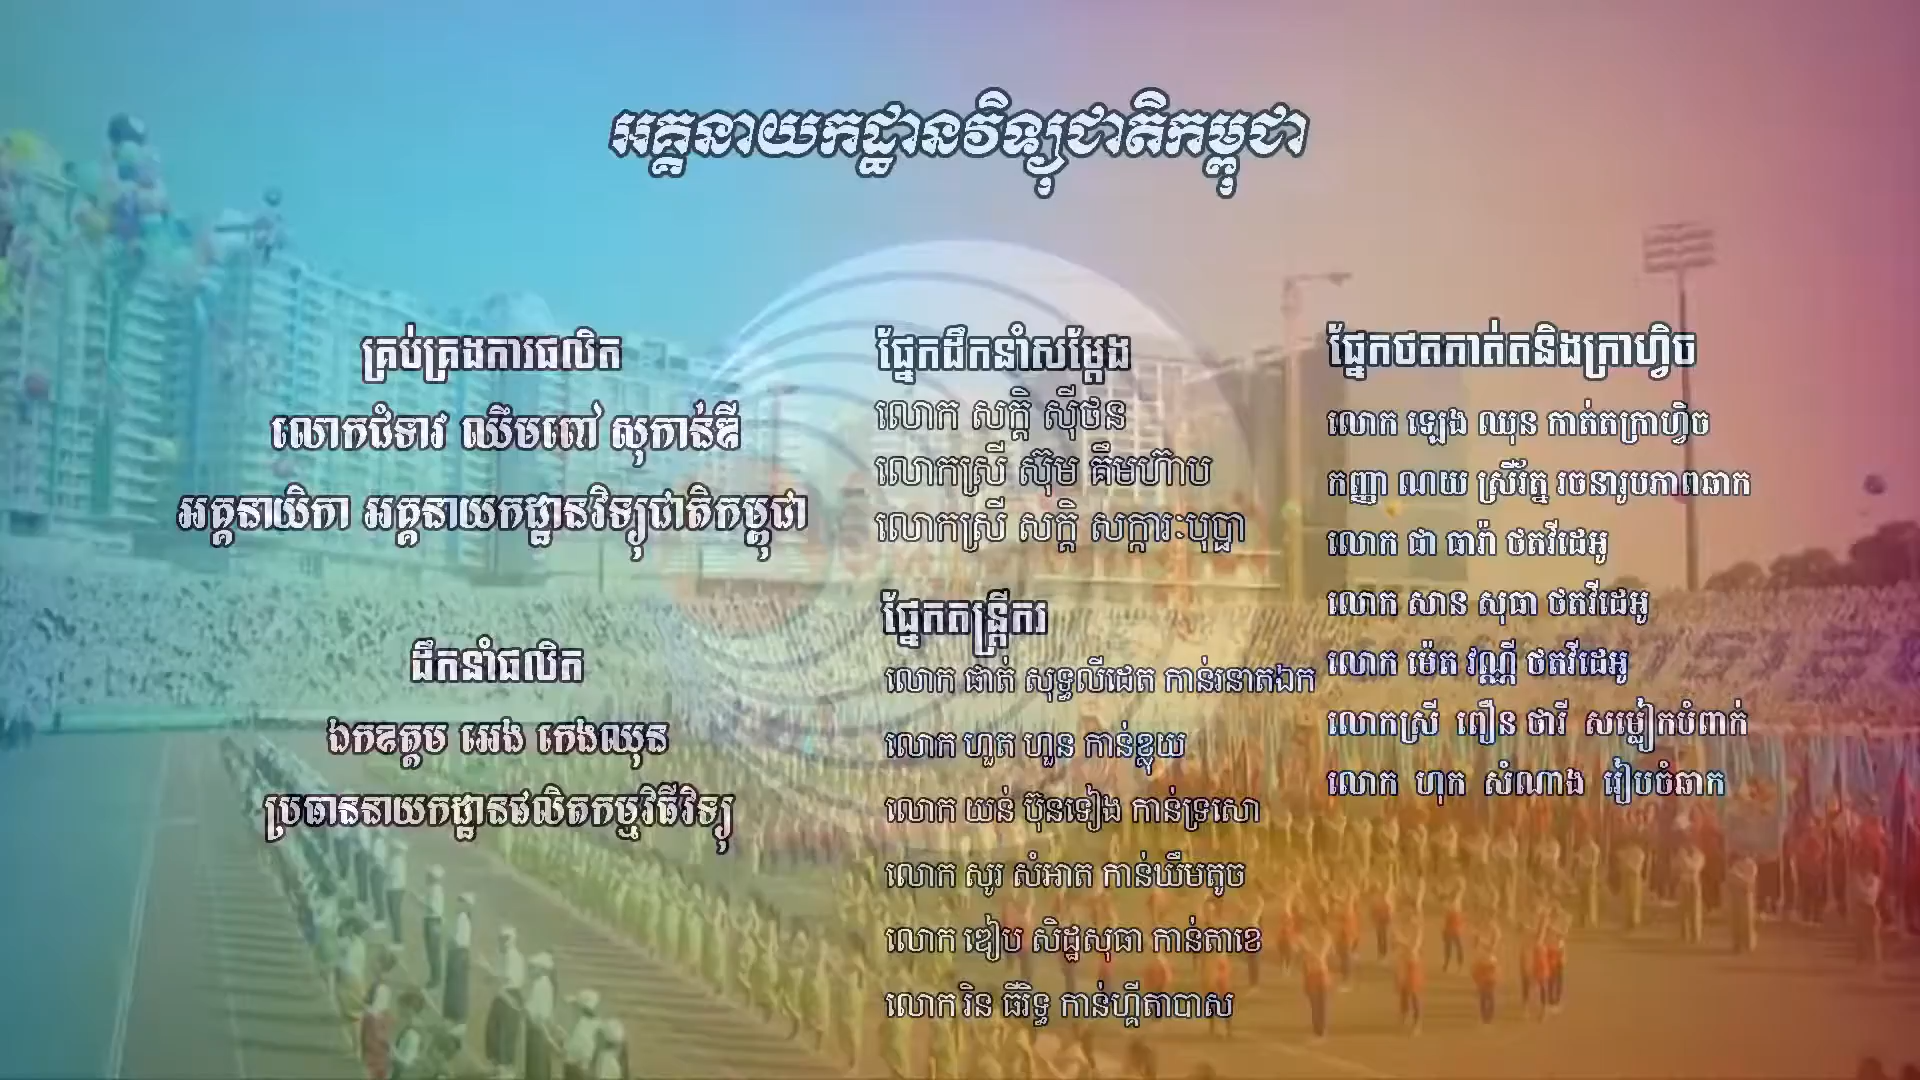 អគ្គនាយកដ្ឋានវិទ្យុជាតិកម្ពុជា
គ្រប់គ្រងការផលិត
លោកជំទាវ ឈឹមពៅ សុកាន់ឌី
អគ្គនាយិកា អគ្គនាយកដ្ឋានវិទ្យុជាតិកម្ពុជា
ដឹកនាំផលិត
ឯកឧត្តម អេង កេងឈុន
ប្រធាននាយកដ្ឋានផលិតកម្មវិធីវិទ្យុ
ផ្នែកដឹកនាំសម្តែង
លោក សក្តិ ស៊ីថន
លោកស្រី ស៊ុម គឹមហ៊ាប
លោកស្រី សក្តិ សក្ការៈបុប្ផា
ផ្នែកតន្ត្រីករ
លោក ផាត់ សុទ្ធលីដេត កាន់រនាតឯក
លោក ហួត ហួន កាន់ខ្លុយ
លោក យន់ ប៊ុនទៀង កាន់ទ្រសោ
លោក សូរ សំអាត កាន់ឃឹមតូច
លោក ឌៀប សិដ្ឋសុធា កាន់តាខេ
លោក រិន ធីរិទ្ធ កាន់ហ្គីតាបាស
ផ្នែកថតកាត់តនិងក្រាហ្វិច
លោក ឡេង ឈុន កាត់តក្រាហ្វិច
កញ្ញា ណយ ស្រីរ័ត្ន រចនារូបភាពឆាក
លោក ជា ធារ៉ា ថតវីដេអូ
លោក សាន សុធា ថតវីដេអូ
លោក ម៉េត វណ្ណី ថតវីដេអូ
លោកស្រី ពឿន ថាវី សម្លៀកបំពាក់
លោក ហុក សំណាង រៀបចំឆាក